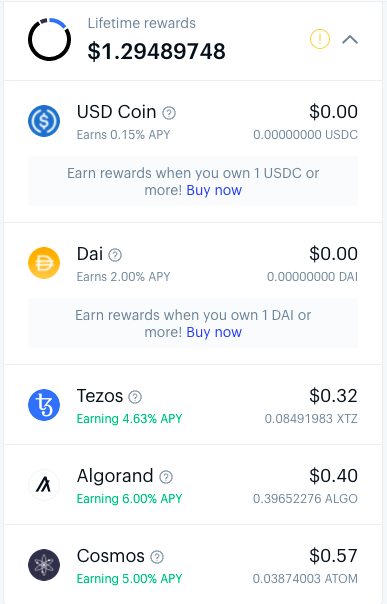 Lifetime rewards
$1.29489748
USD Coin
$0.00
Earns 0.15% APY
0.00000000 USDC
Earn rewards when you own 1 USDC or
more! Buy now
Dai
$0.00
Earns 2.00% APY
0.00000000 DAI
Earn rewards when you own 1 DAI or
more! Buy now
Tezos
$0.32
Earning 4.63% APY
0.08491983 XTZ
Algorand
$0.40
Earning 6.00% APY
0.39652276 ALGO
Cosmos
$0.57
Earning 5.00% APY
0.03874003 ATOM